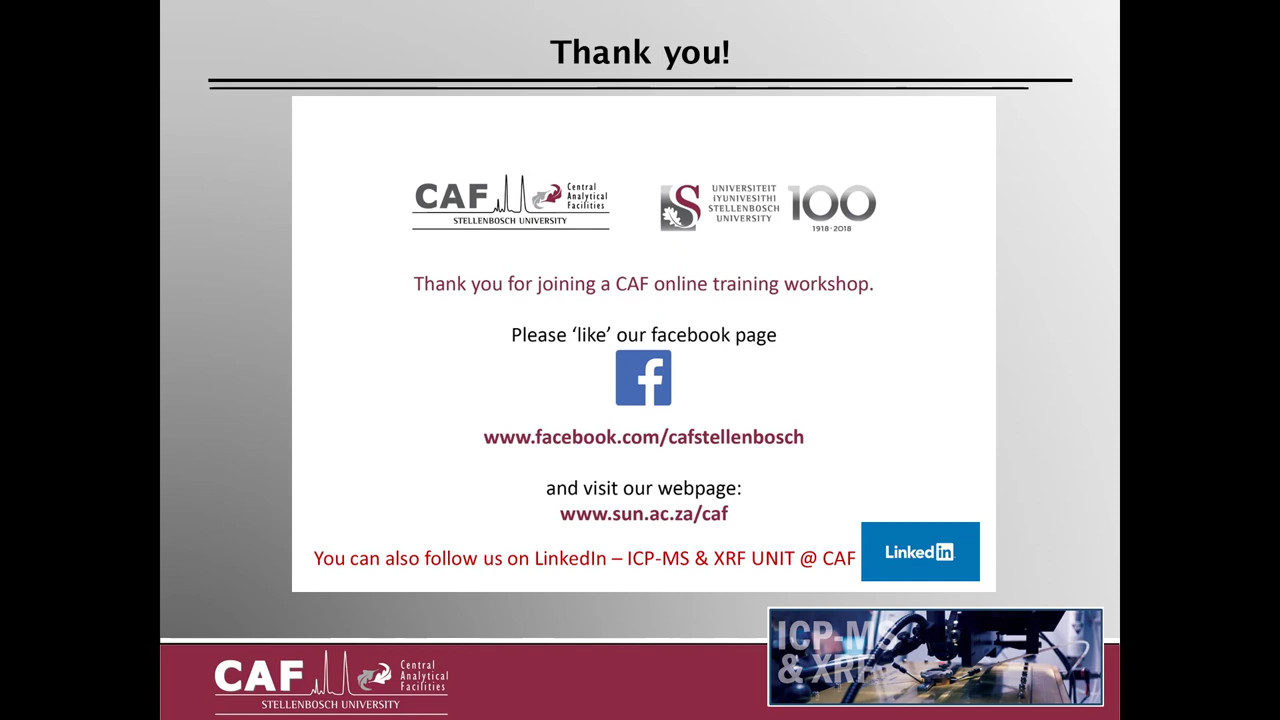 Thank you!
CAF Central Analytical Facilities
STELLENBOSCH UNIVERSITY
UNIVERSITEIT
iYUNIVESITHI
STELLENBOSCH
UNIVERSITY
100
1918·2018
Thank you for joining a CAF online training workshop.
Please ‘like’ our facebook page
f
www.facebook.com/cafstellenbosch
and visit our webpage:
www.sun.ac.za/caf
You can also follow us on LinkedIn – ICP-MS & XRF UNIT @ CAF
Linked in
CAF Central Analytical Facilities
STELLENBOSCH UNIVERSITY
ICP-MS
& XRF